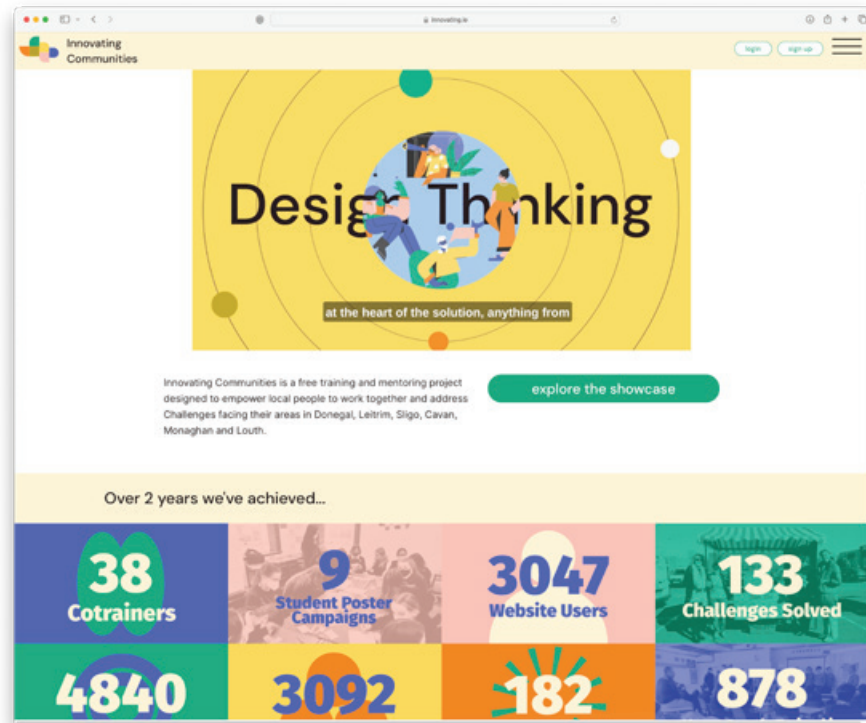 innovating.ie
Innovating
Communities
login
sign up
Design Thinking
at the heart of the solution, anything from
Innovating Communities is a free training and mentoring project
designed to empower local people to work together and address
Challenges facing their areas in Donegal, Leitrim, Sligo, Cavan,
Monaghan and Louth.
explore the showcase
Over 2 years we've achieved...
38
Cotrainers
9
Student Poster
Campaigns
3047
Website Users
133
Challenges Solved
4840
3092
182
878